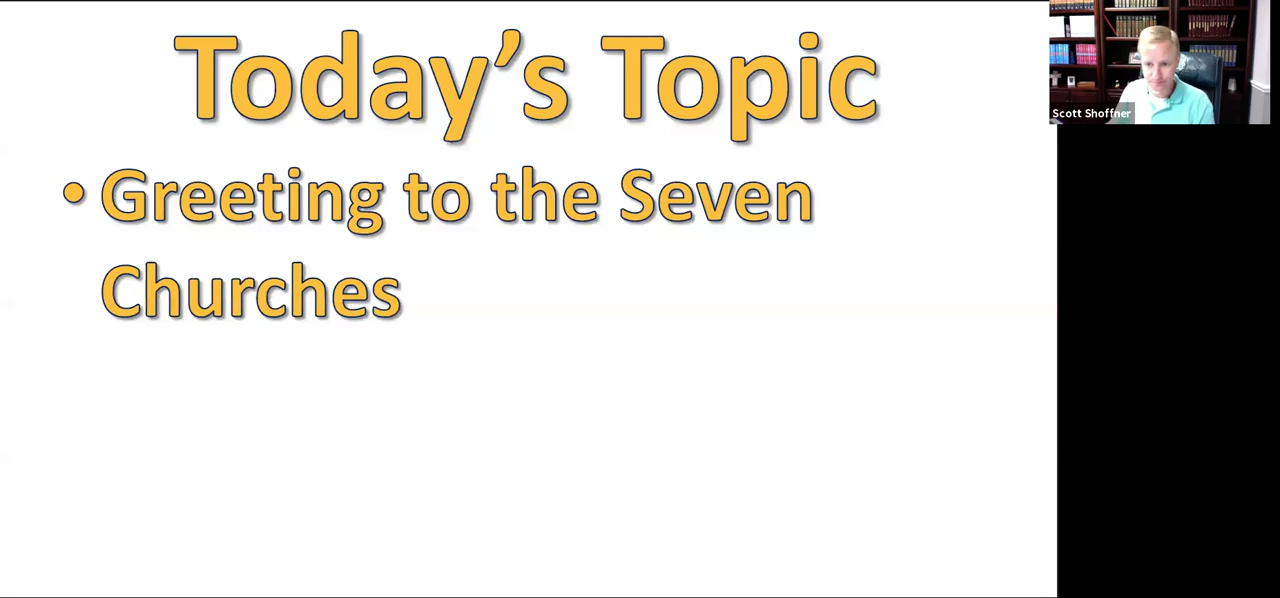 Today’s Topic
• Greeting to the Seven
Churches
Scott Shoffner